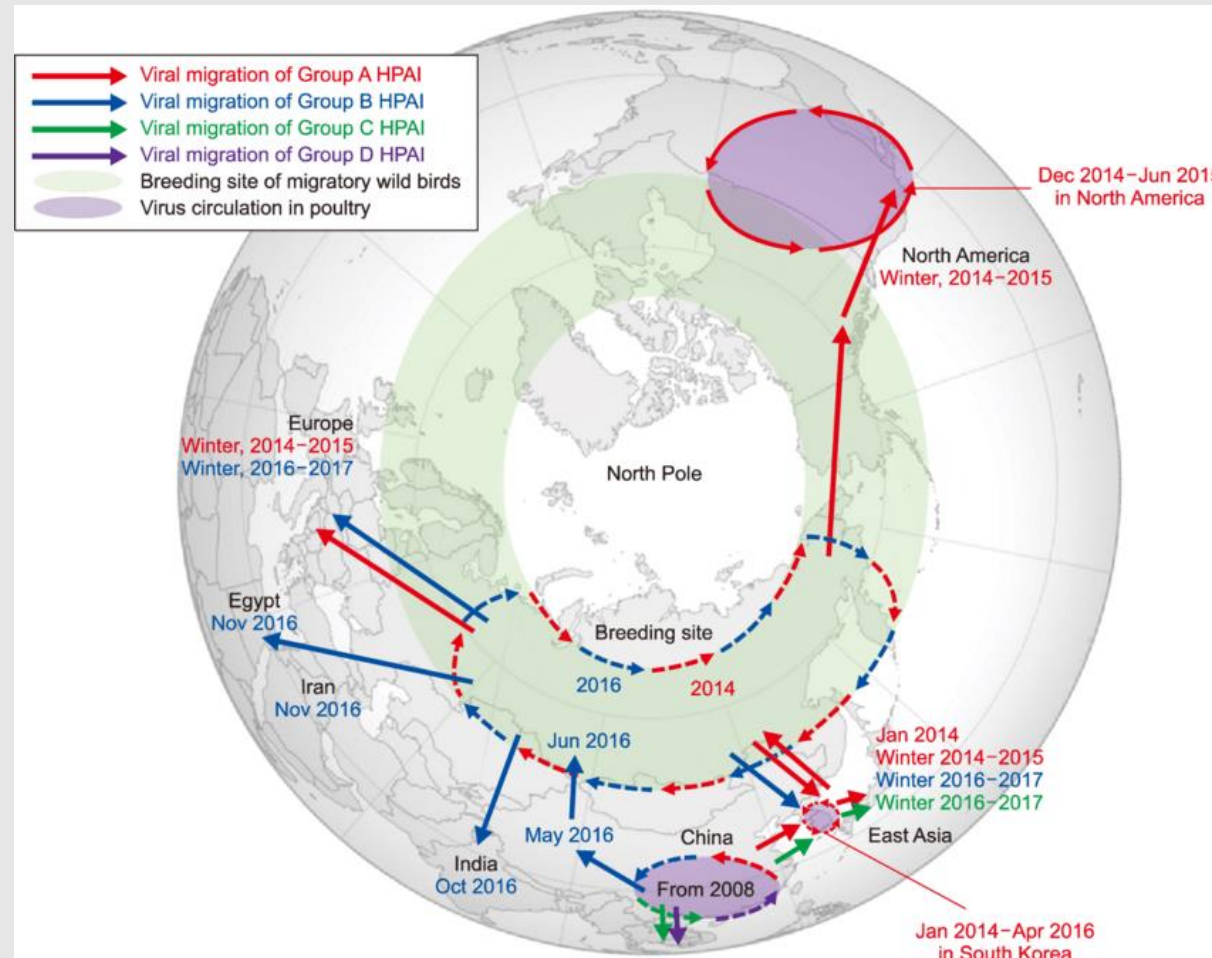 Viral migration of Group A HPAI
Viral migration of Group B HPAI
Viral migration of Group C HPAI
Viral migration of Group D HPAI
Breeding site of migratory wild birds
Virus circulation in poultry
Dec 2014–Jun 2015
in North America
North America
Winter, 2014–2015
Europe
Winter, 2014–2015
Winter, 2016–2017
North Pole
Egypt
Nov 2016
Iran
Nov 2016
Breeding site
2016
2014
Jun 2016
Jan 2014
Winter 2014–2015
Winter 2016–2017
Winter 2016–2017
East Asia
May 2016
China
India
Oct 2016
From 2008
Jan 2014–Apr 2016
in South Korea